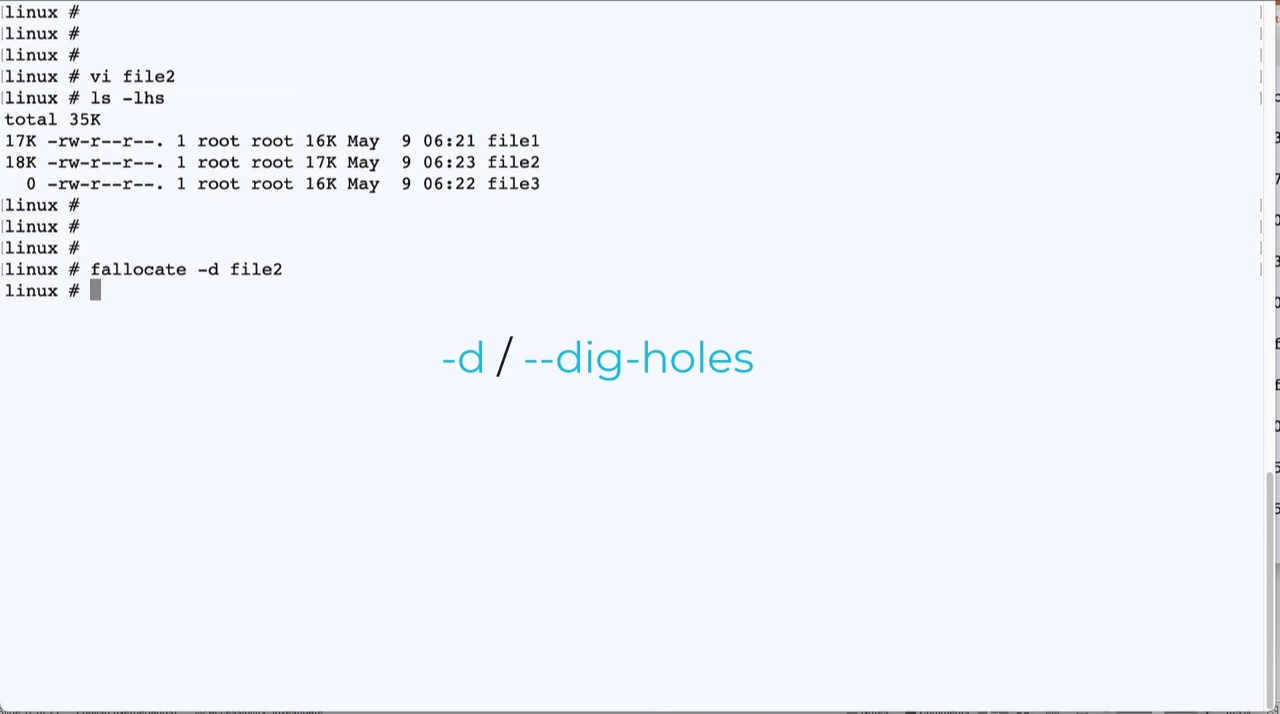 linux #
linux #
linux #
linux # vi file2
linux # ls -lhs
total 35K
17K -rw-r--r--. 1 root root 16K May  9 06:21 file1
18K -rw-r--r--. 1 root root 17K May  9 06:23 file2
  0 -rw-r--r--. 1 root root 16K May  9 06:22 file3
linux #
linux #
linux #
linux # fallocate -d file2
linux #
-d / --dig-holes